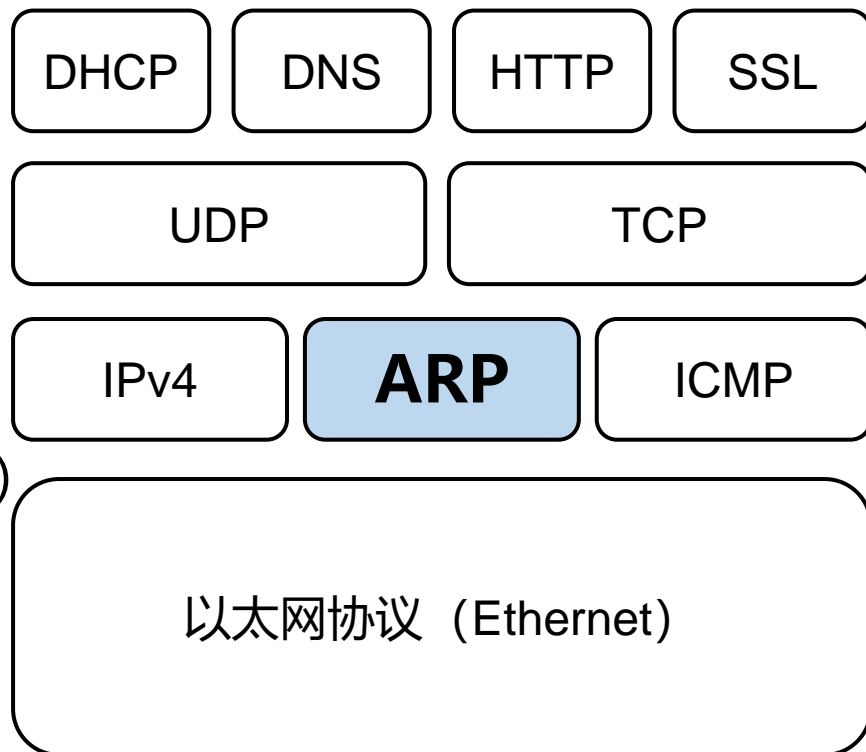 DHCP DNS HTTP SSL
UDP TCP
IPv4 ARP ICMP
以太网协议（Ethernet）